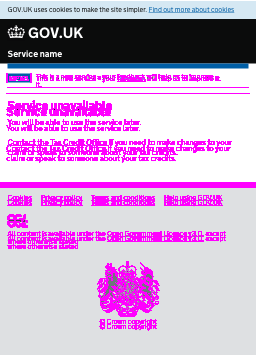 GOV.UK uses cookies to make the site simpler. Find out more about cookies
GOV.UK
Service name
This is a new service – your feedback will help us to improve
it.
Service unavailable
You will be able to use the service later.
Contact the Tax Credit Office if you need to make changes to your
claim or speak to someone about your tax credits.
Cookies Privacy policy Terms and conditions Help using GOV.UK
OGL
All content is available under the Open Government Licence v3.0, except
where otherwise stated
© Crown copyright